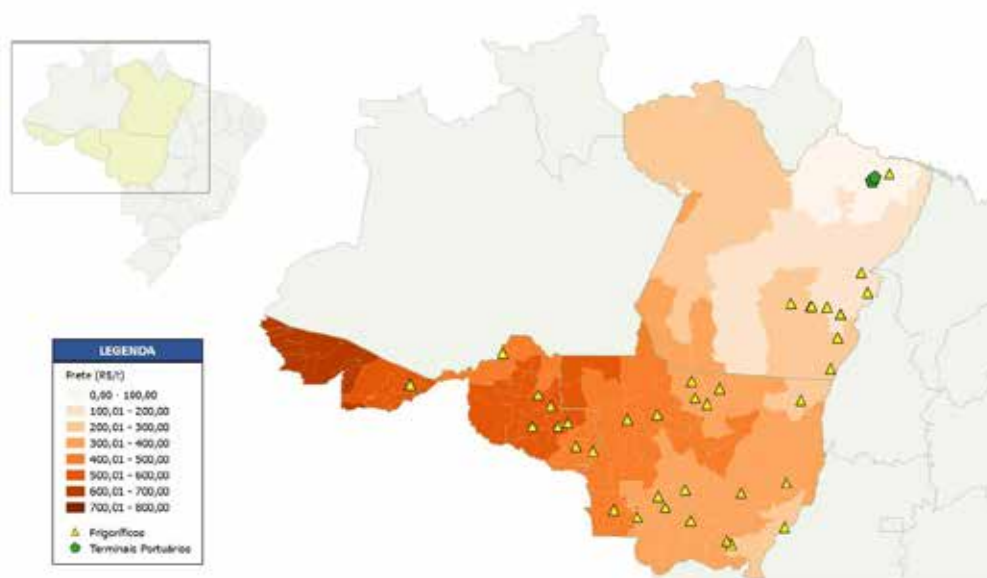 LEGENDA
Frete (R$/t)
0,00 - 100,00
100,01 - 200,00
200,01 - 300,00
300,01 - 400,00
400,01 - 500,00
500,01 - 600,00
600,01 - 700,00
700,01 - 800,00
Frigoríficos
Terminais Portuários